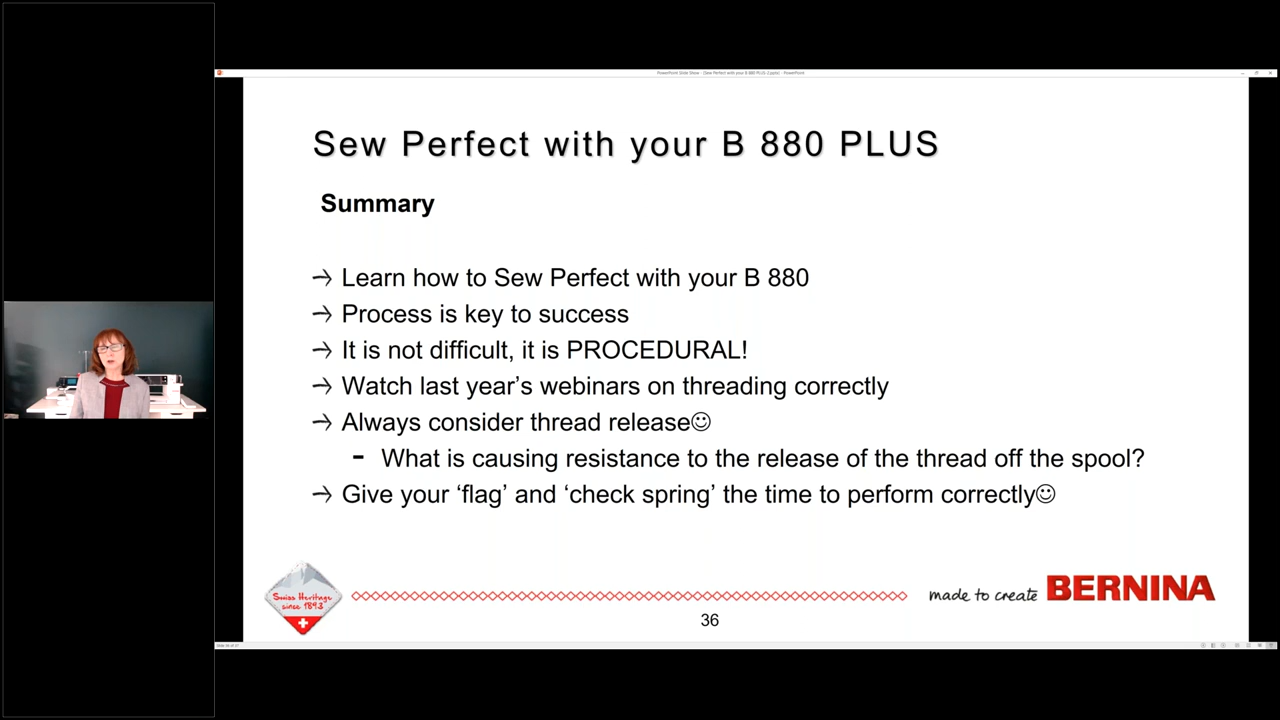 PowerPoint Slide Show - [Sew Perfect with your B 880 PLUS-2.pptx] - PowerPoint
Sew Perfect with your B 880 PLUS
Summary
→ Learn how to Sew Perfect with your B 880
→ Process is key to success
→ It is not difficult, it is PROCEDURAL!
→ Watch last year’s webinars on threading correctly
→ Always consider thread release☺
- What is causing resistance to the release of the thread off the spool?
→ Give your ‘flag’ and ‘check spring’ the time to perform correctly☺
Swiss Heritage
since 1893
made to create BERNINA
36
Slide 36 of 37